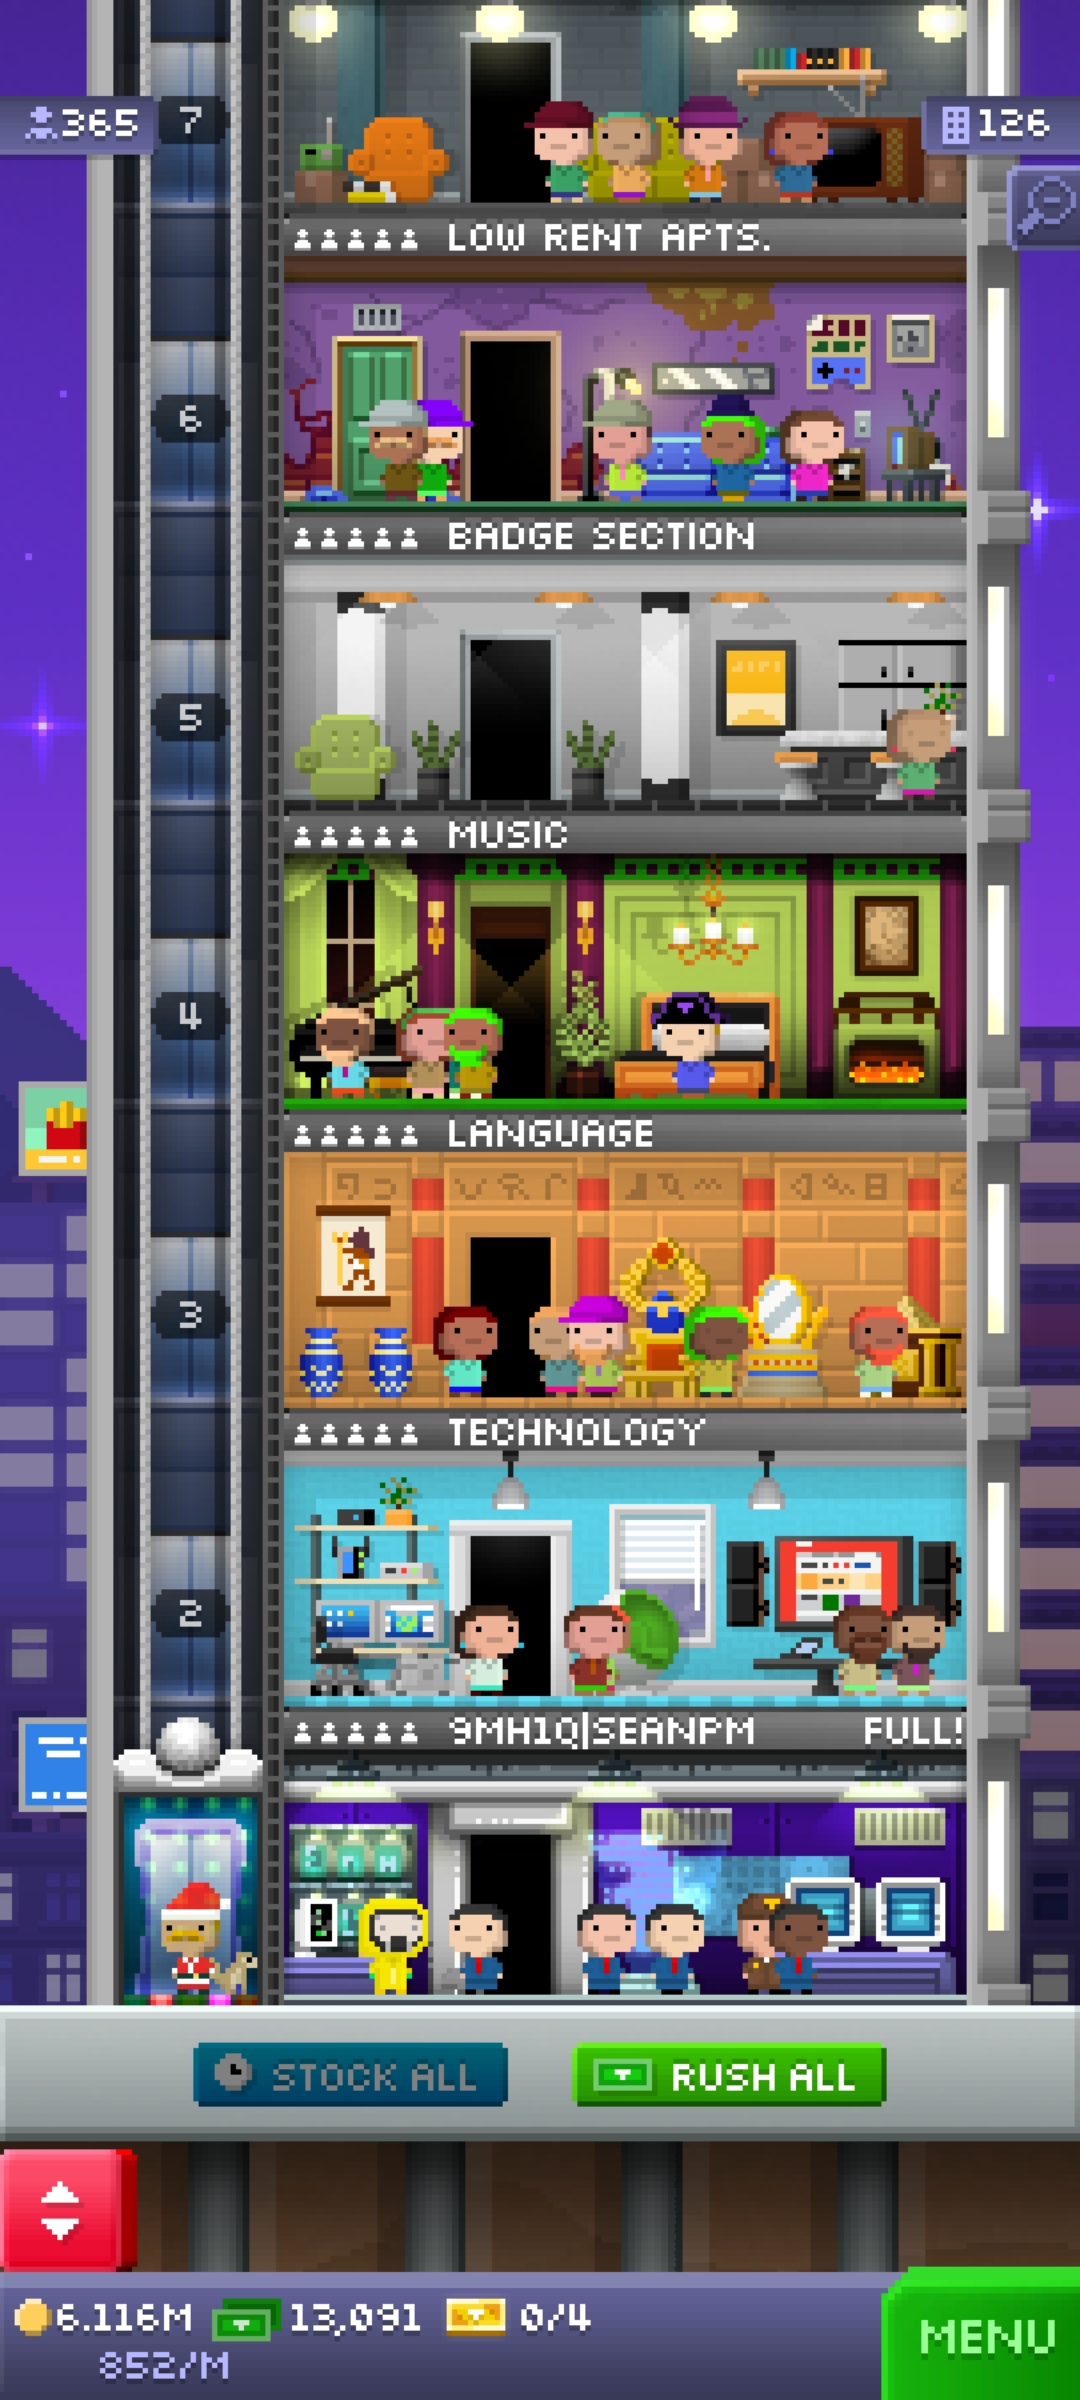 7
365
126
LOW RENT APTS.
6
BADGE SECTION
5
MUSIC
4
LANGUAGE
3
TECHNOLOGY
2
9MH1Q|SEANPM FULL!
STOCK ALL
RUSH ALL
6.116M 13,091 0/4
852/M
MENU